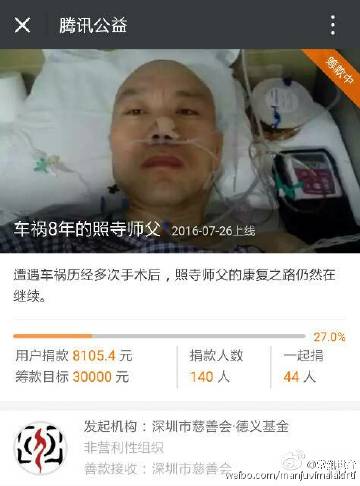 腾讯公益
筹款中
车祸8年的照寺师父 2016-07-26上线
遭遇车祸历经多次手术后，照寺师父的康复之路仍然在
继续。
27.0%
用户捐款 8105.4 元 捐款人数 一起捐
筹款目标 30000 元 140 人 44 人
发起机构：深圳市慈善会·德义基金
非营利性组织
善款接收：深圳市慈善会
weibo.com/manjuvimalakirti